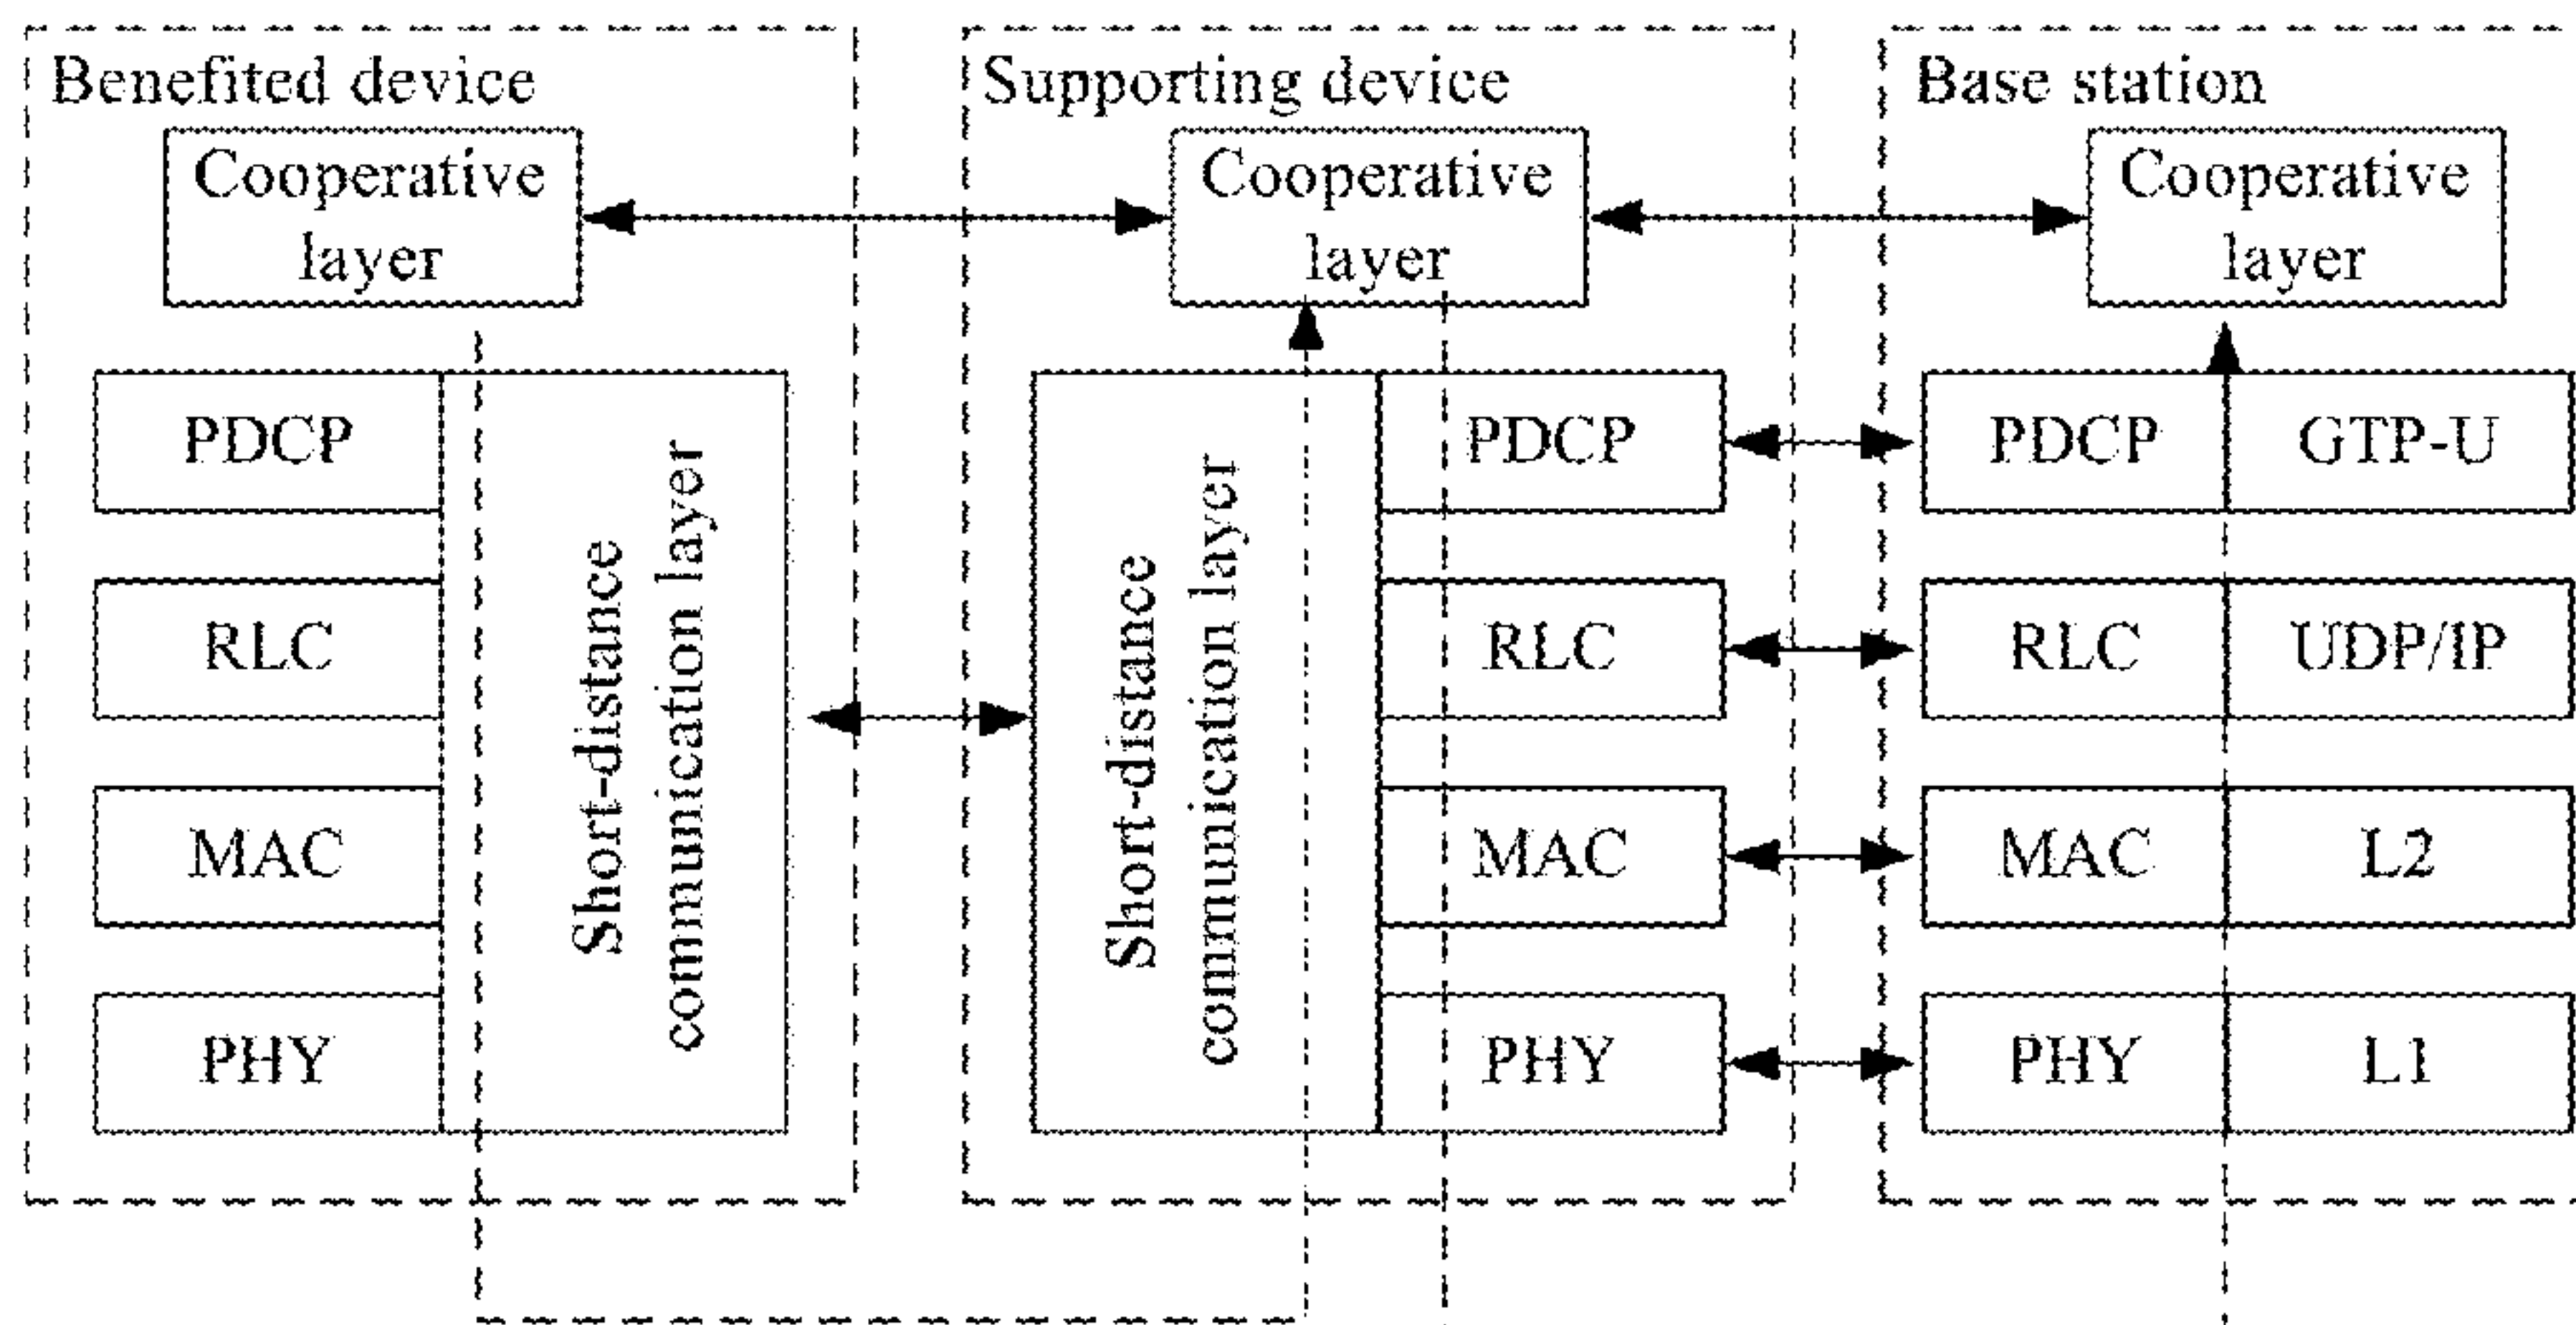 Benefited device
Cooperative
layer
PDCP
RLC
MAC
PHY
Short-distance
communication layer
Supporting device
Cooperative
layer
Short-distance
communication layer
PDCP
RLC
MAC
PHY
Base station
Cooperative
layer
PDCP
GTP-U
RLC
UDP/IP
MAC
L2
PHY
L1